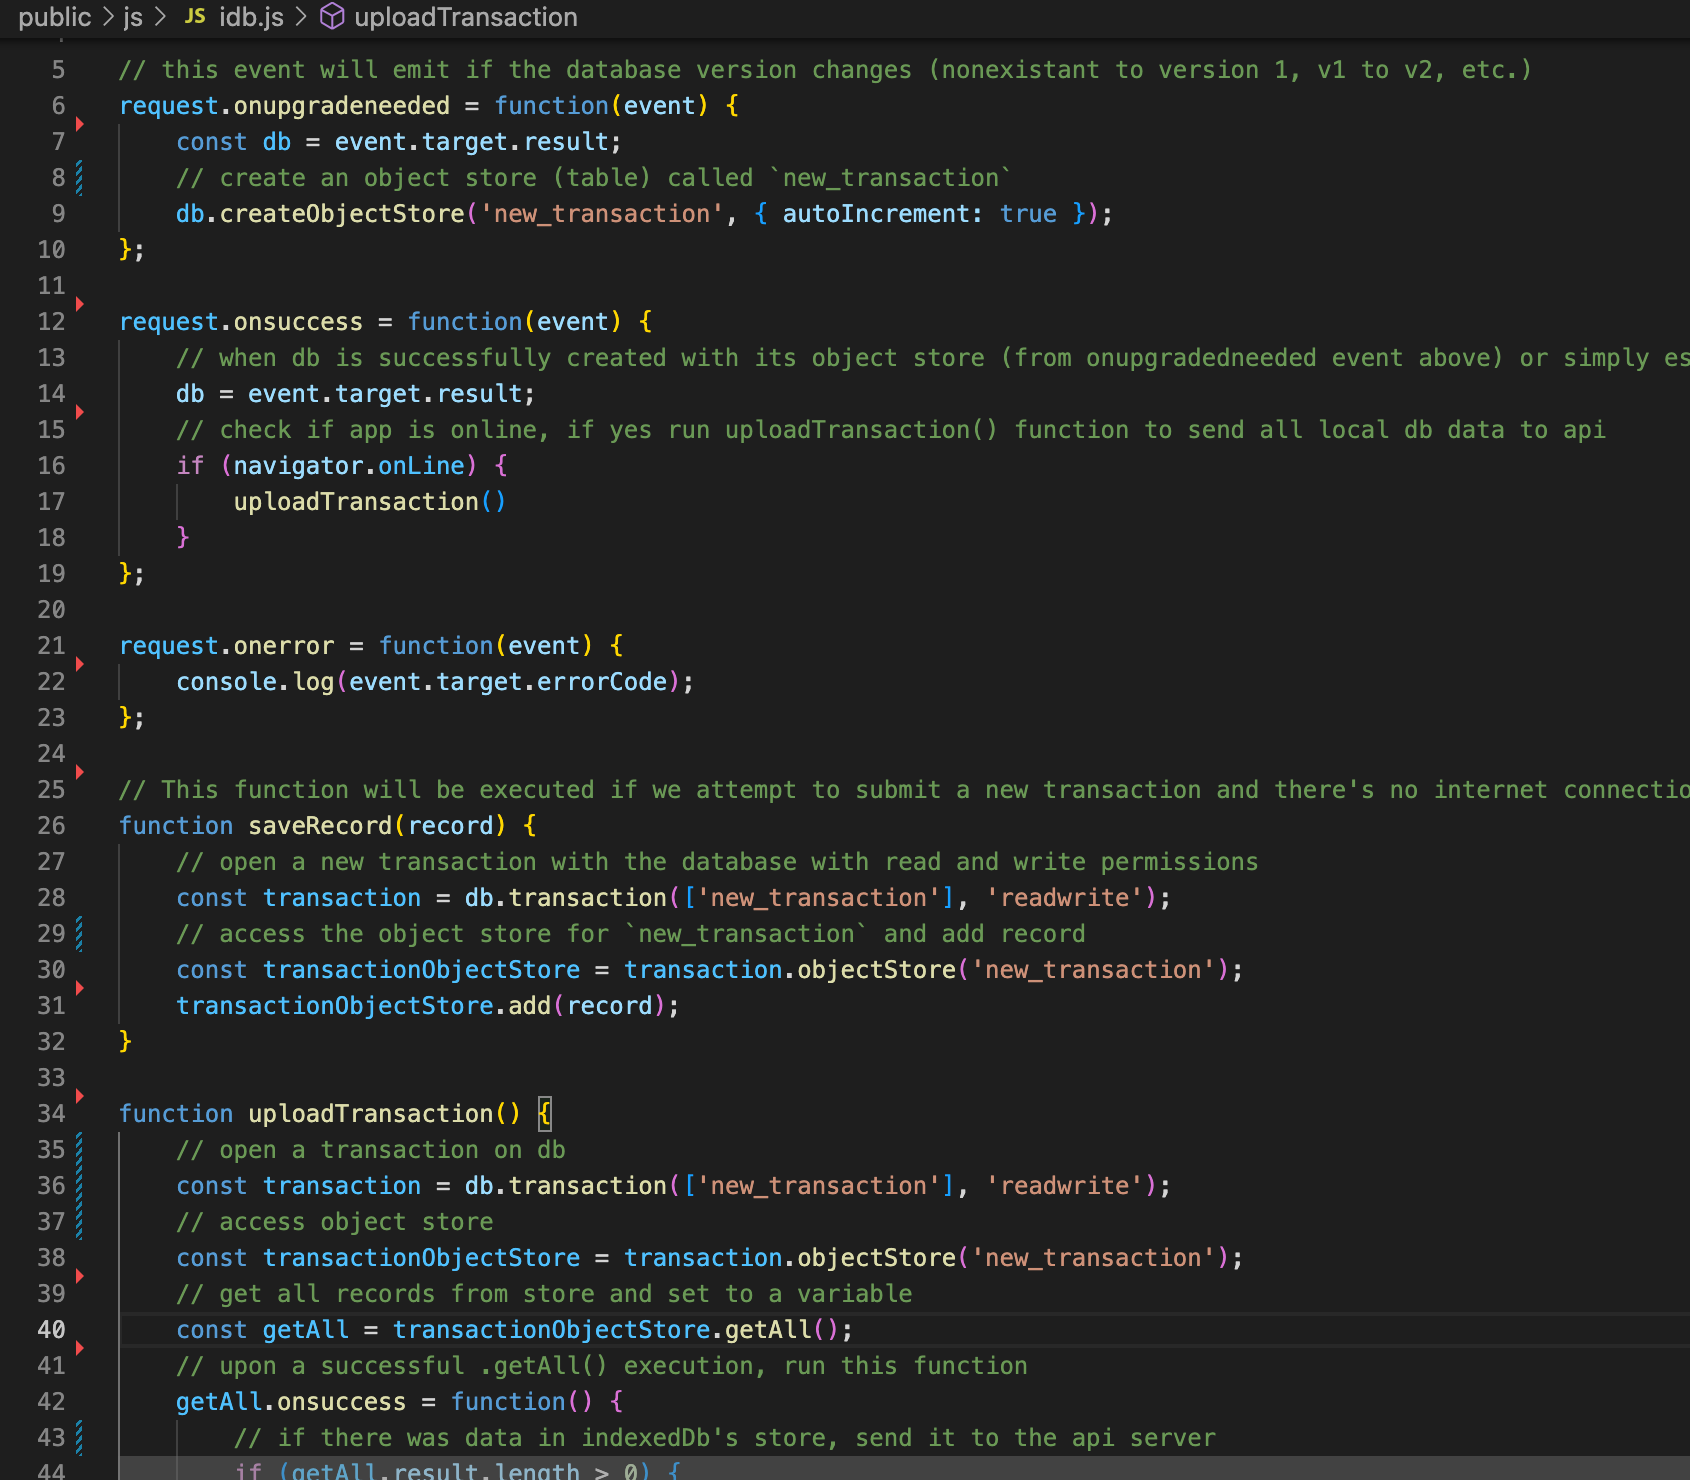 public > js > JS idb.js > uploadTransaction
5 // this event will emit if the database version changes (nonexistant to version 1, v1 to v2, etc.)
6 request.onupgradeneeded = function(event) {
7     const db = event.target.result;
8     // create an object store (table) called `new_transaction`
9     db.createObjectStore('new_transaction', { autoIncrement: true });
10 };
11
12 request.onsuccess = function(event) {
13     // when db is successfully created with its object store (from onupgradedneeded event above) or simply es
14     db = event.target.result;
15     // check if app is online, if yes run uploadTransaction() function to send all local db data to api
16     if (navigator.onLine) {
17         uploadTransaction()
18     }
19 };
20
21 request.onerror = function(event) {
22     console.log(event.target.errorCode);
23 };
24
25 // This function will be executed if we attempt to submit a new transaction and there's no internet connectio
26 function saveRecord(record) {
27     // open a new transaction with the database with read and write permissions
28     const transaction = db.transaction(['new_transaction'], 'readwrite');
29     // access the object store for `new_transaction` and add record
30     const transactionObjectStore = transaction.objectStore('new_transaction');
31     transactionObjectStore.add(record);
32 }
33
34 function uploadTransaction() {
35     // open a transaction on db
36     const transaction = db.transaction(['new_transaction'], 'readwrite');
37     // access object store
38     const transactionObjectStore = transaction.objectStore('new_transaction');
39     // get all records from store and set to a variable
40     const getAll = transactionObjectStore.getAll();
41     // upon a successful .getAll() execution, run this function
42     getAll.onsuccess = function() {
43         // if there was data in indexedDb's store, send it to the api server
44         if (getAll.result.length > 0) {